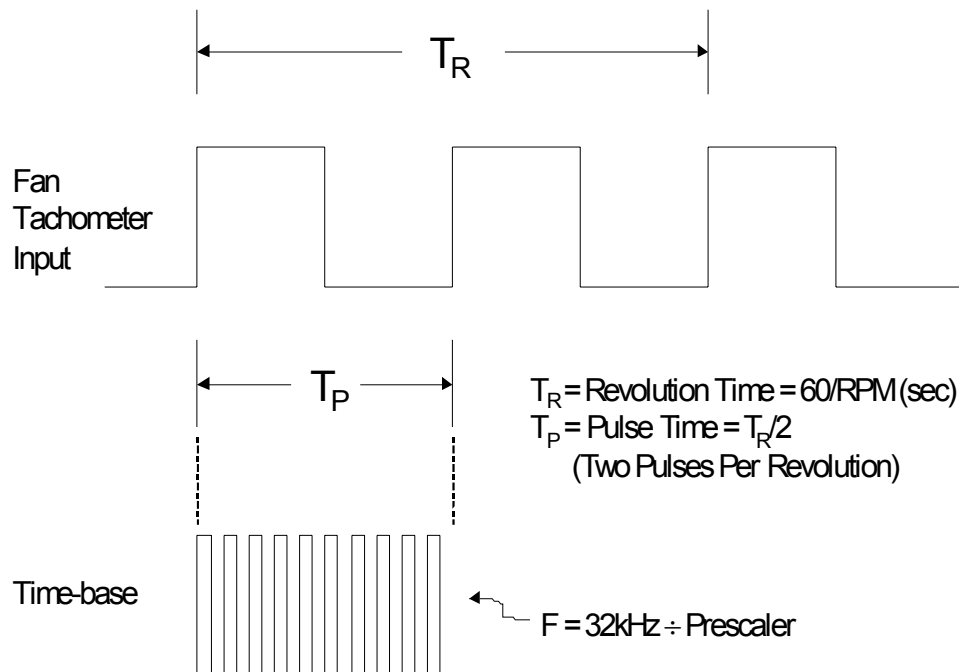 T_R
Fan
Tachometer
Input
T_P
T_R = Revolution Time = 60/RPM (sec)
T_P = Pulse Time = T_R/2
(Two Pulses Per Revolution)
Time-base
F = 32kHz ÷ Prescaler